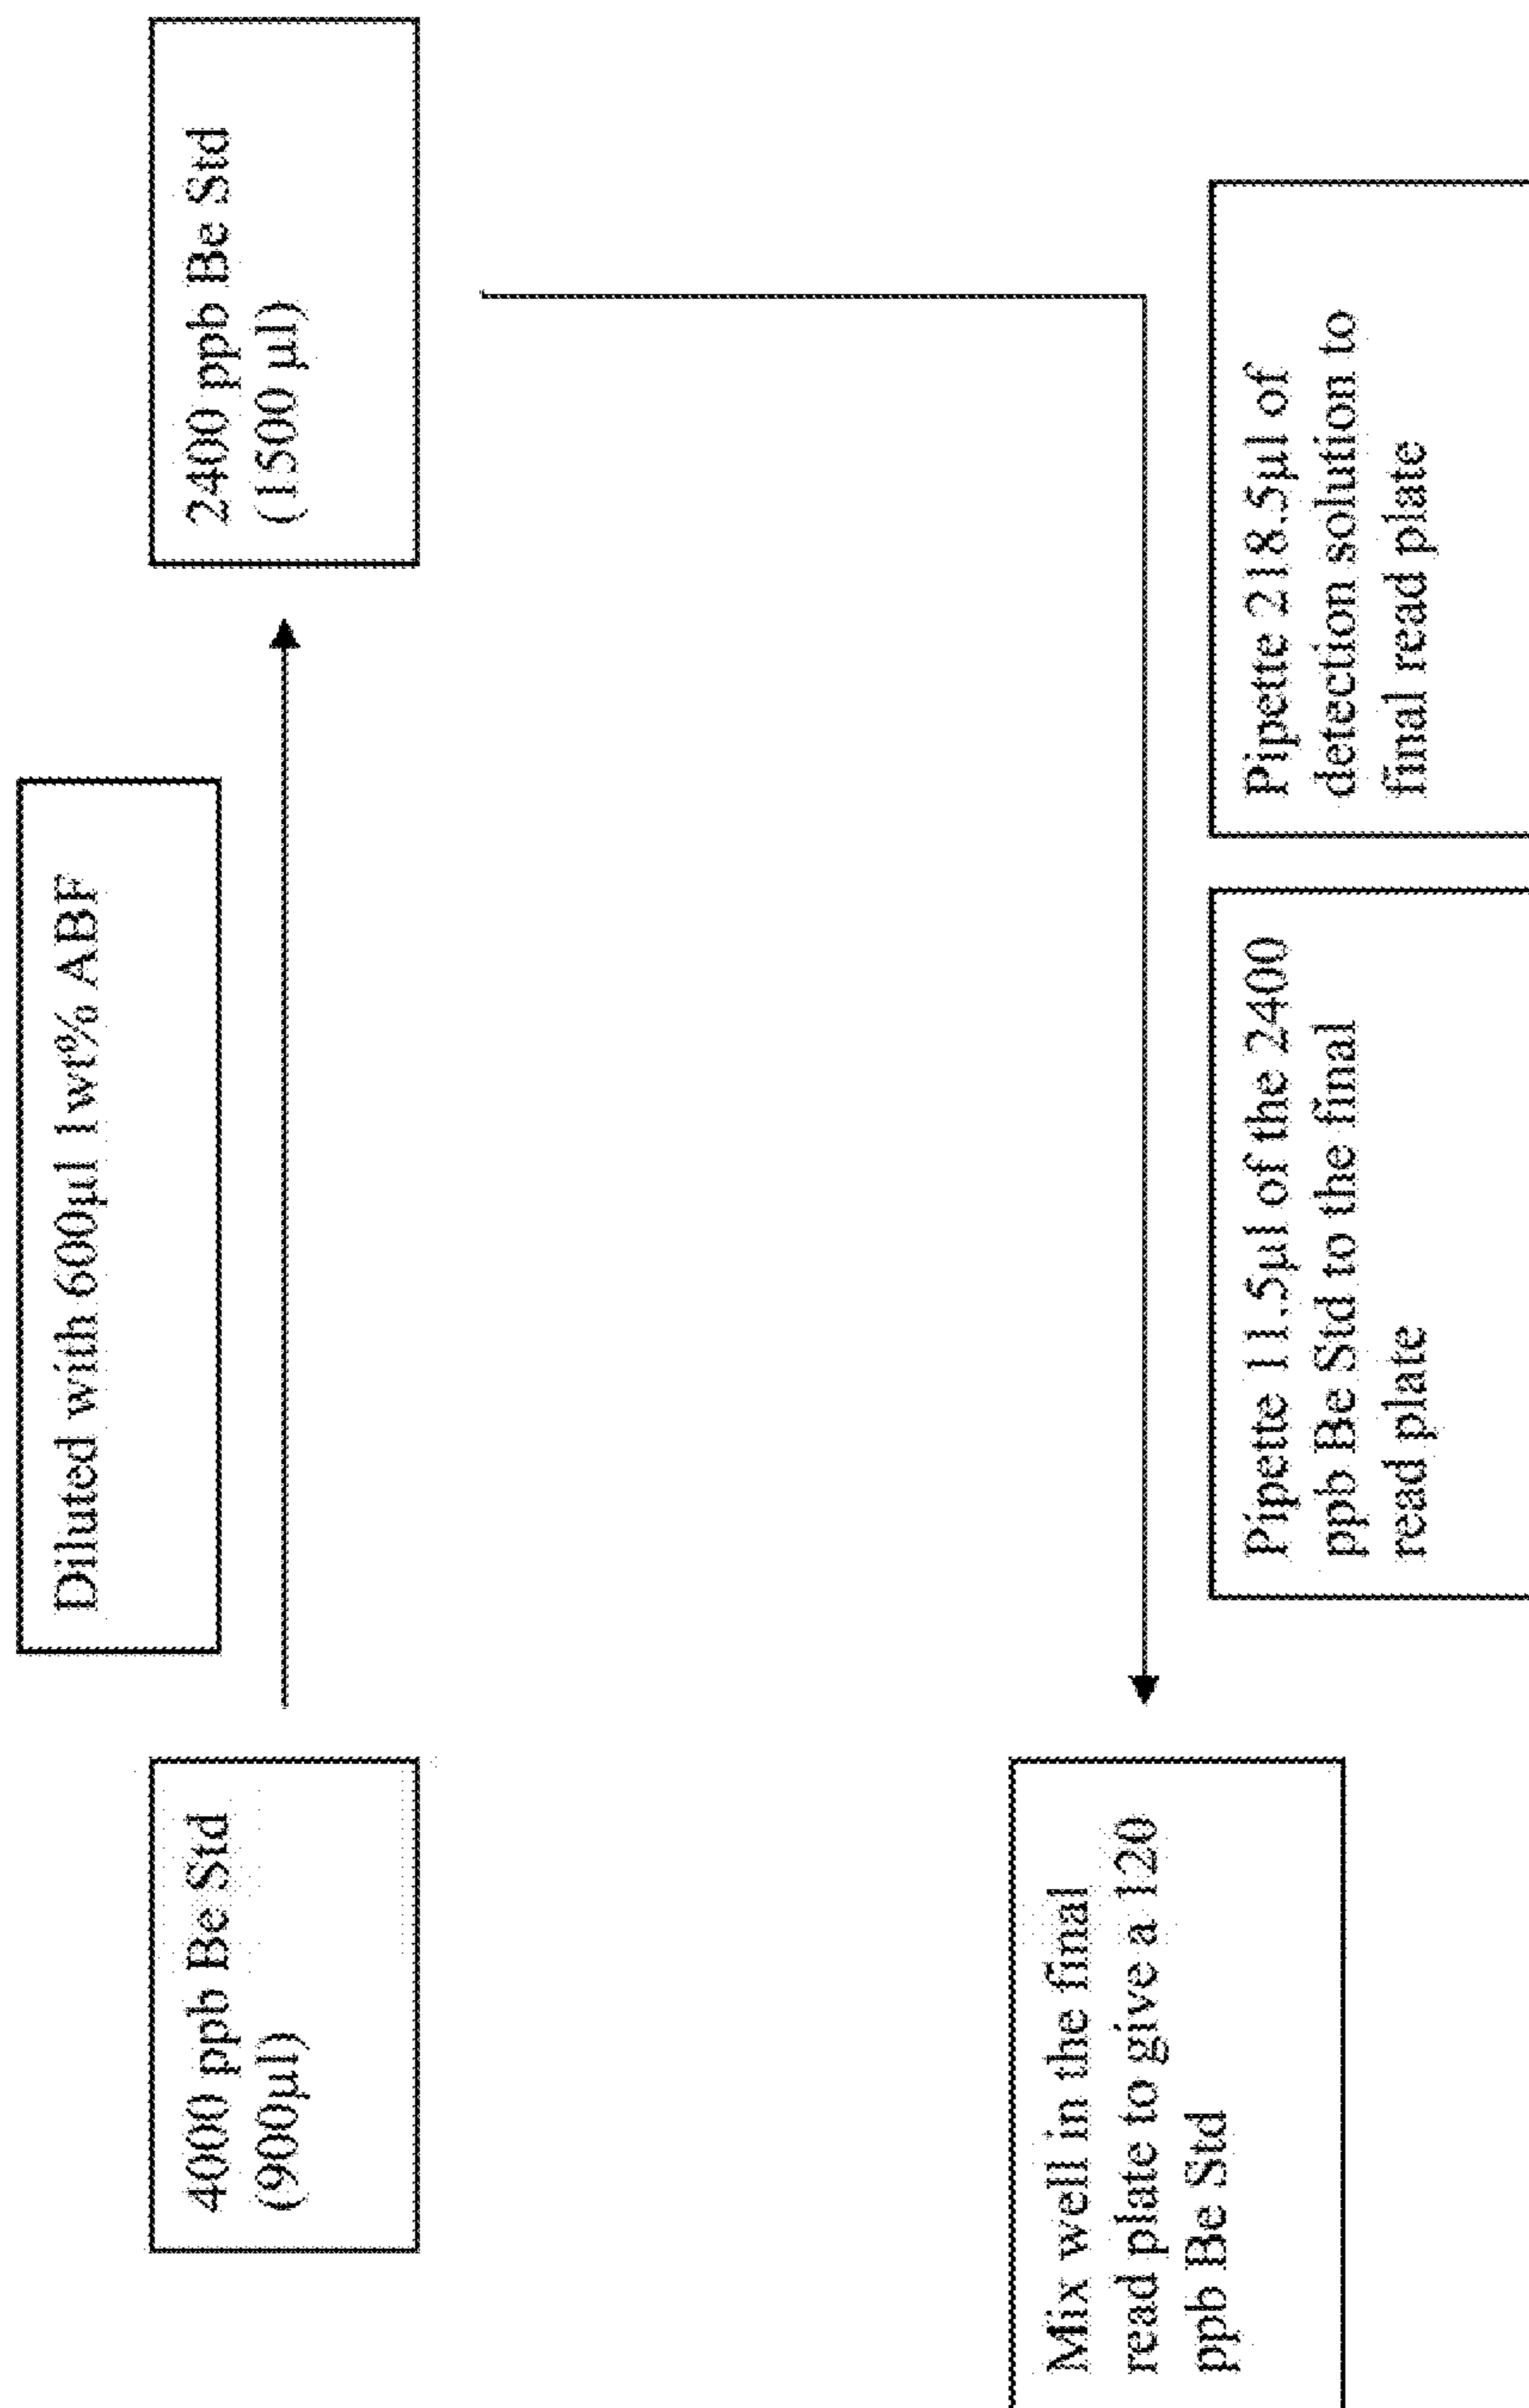 Diluted with 600µl 1wt% ABF
4000 ppb Be Std
(900µl)
2400 ppb Be Std
(1500 µl)
Mix well in the final
read plate to give a 120
ppb Be Std
Pipette 11.5µl of the 2400
ppb Be Std to the final
read plate
Pipette 218.5µl of
detection solution to
final read plate